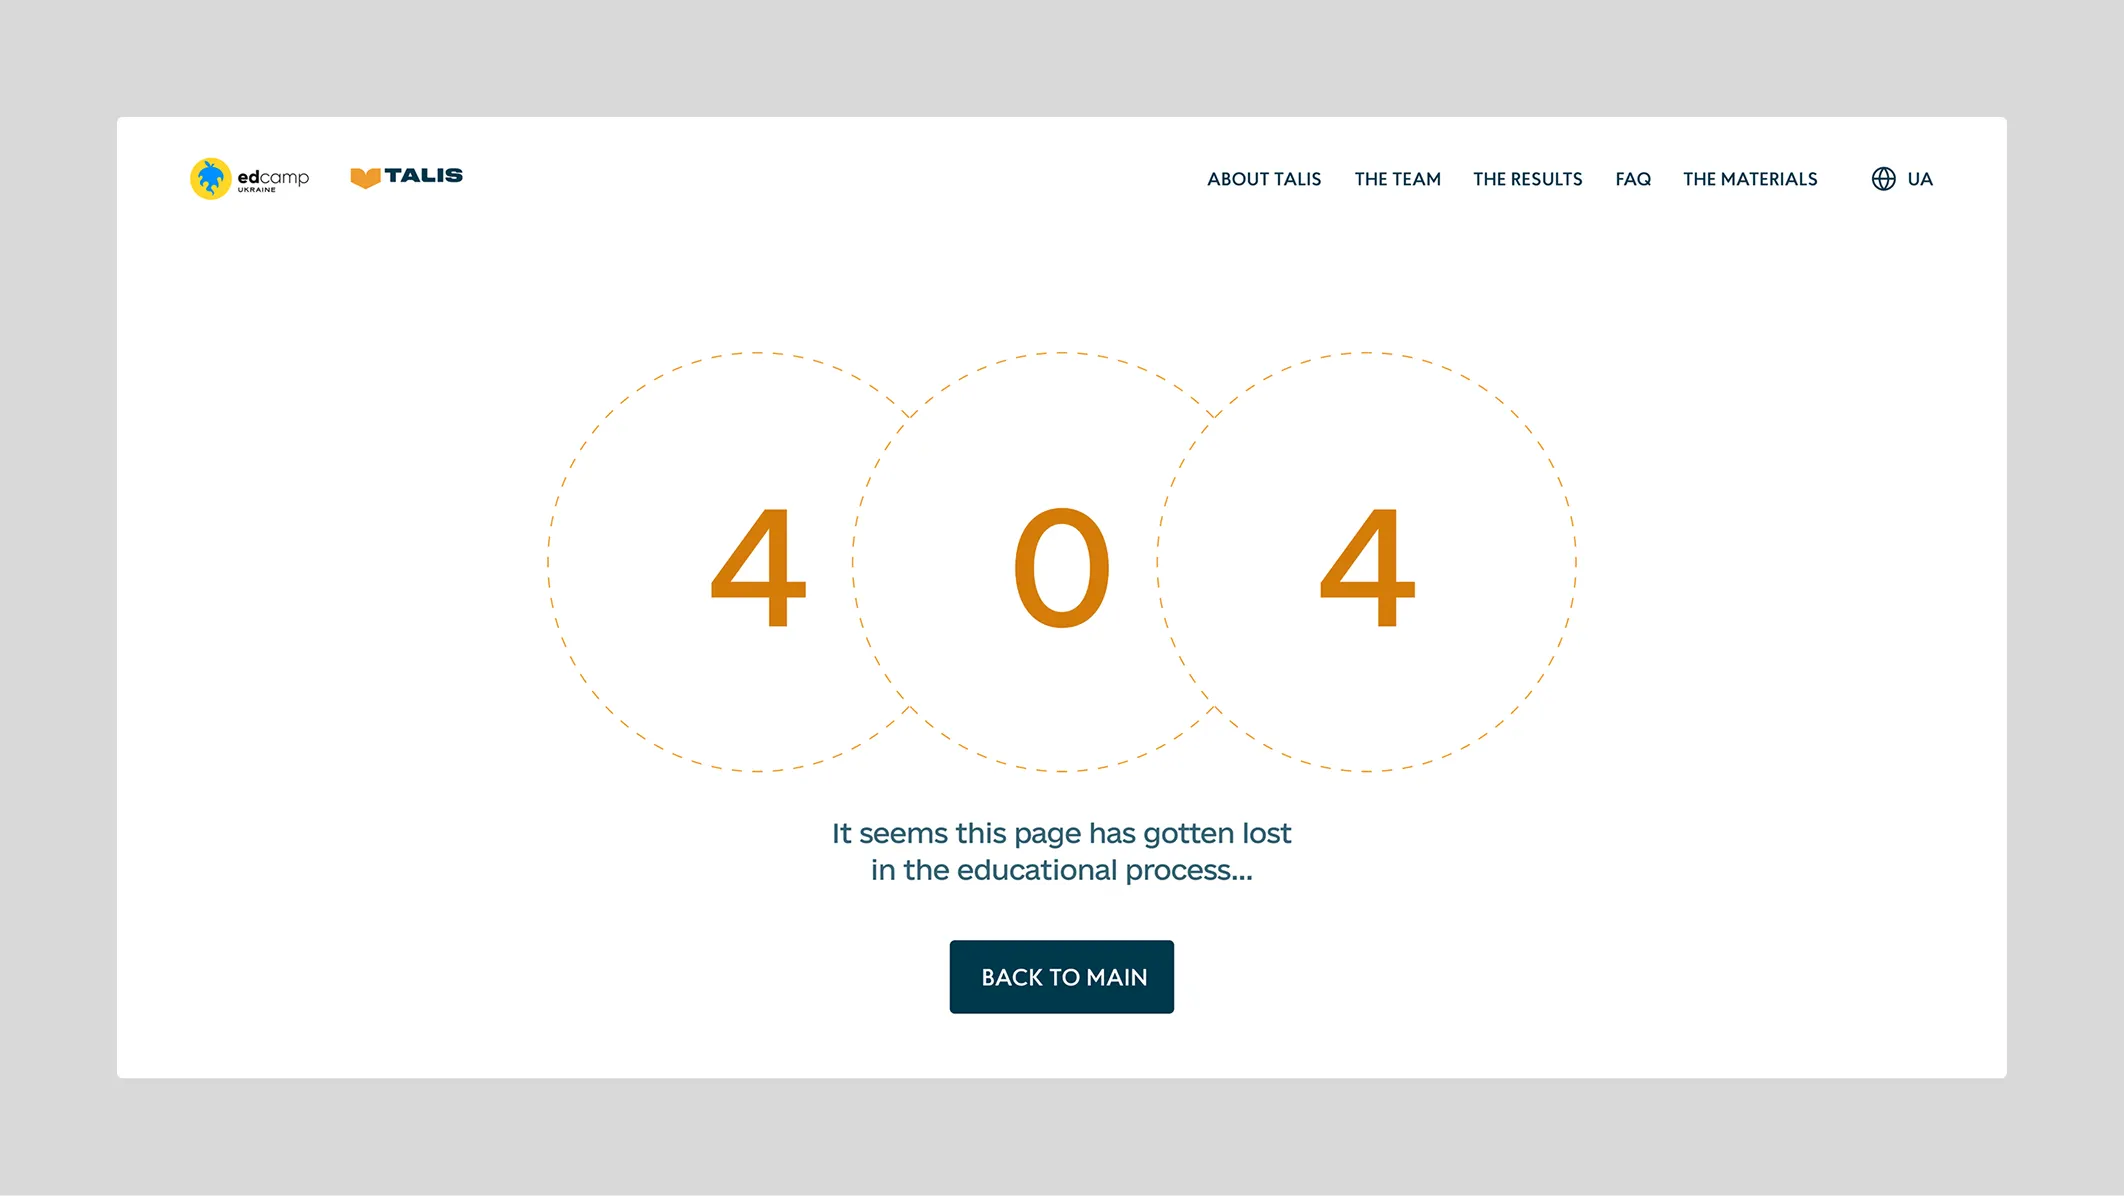 edcamp
UKRAINE
TALIS
ABOUT TALIS
THE TEAM
THE RESULTS
FAQ
THE MATERIALS
UA
4 0 4
It seems this page has gotten lost
in the educational process...
BACK TO MAIN